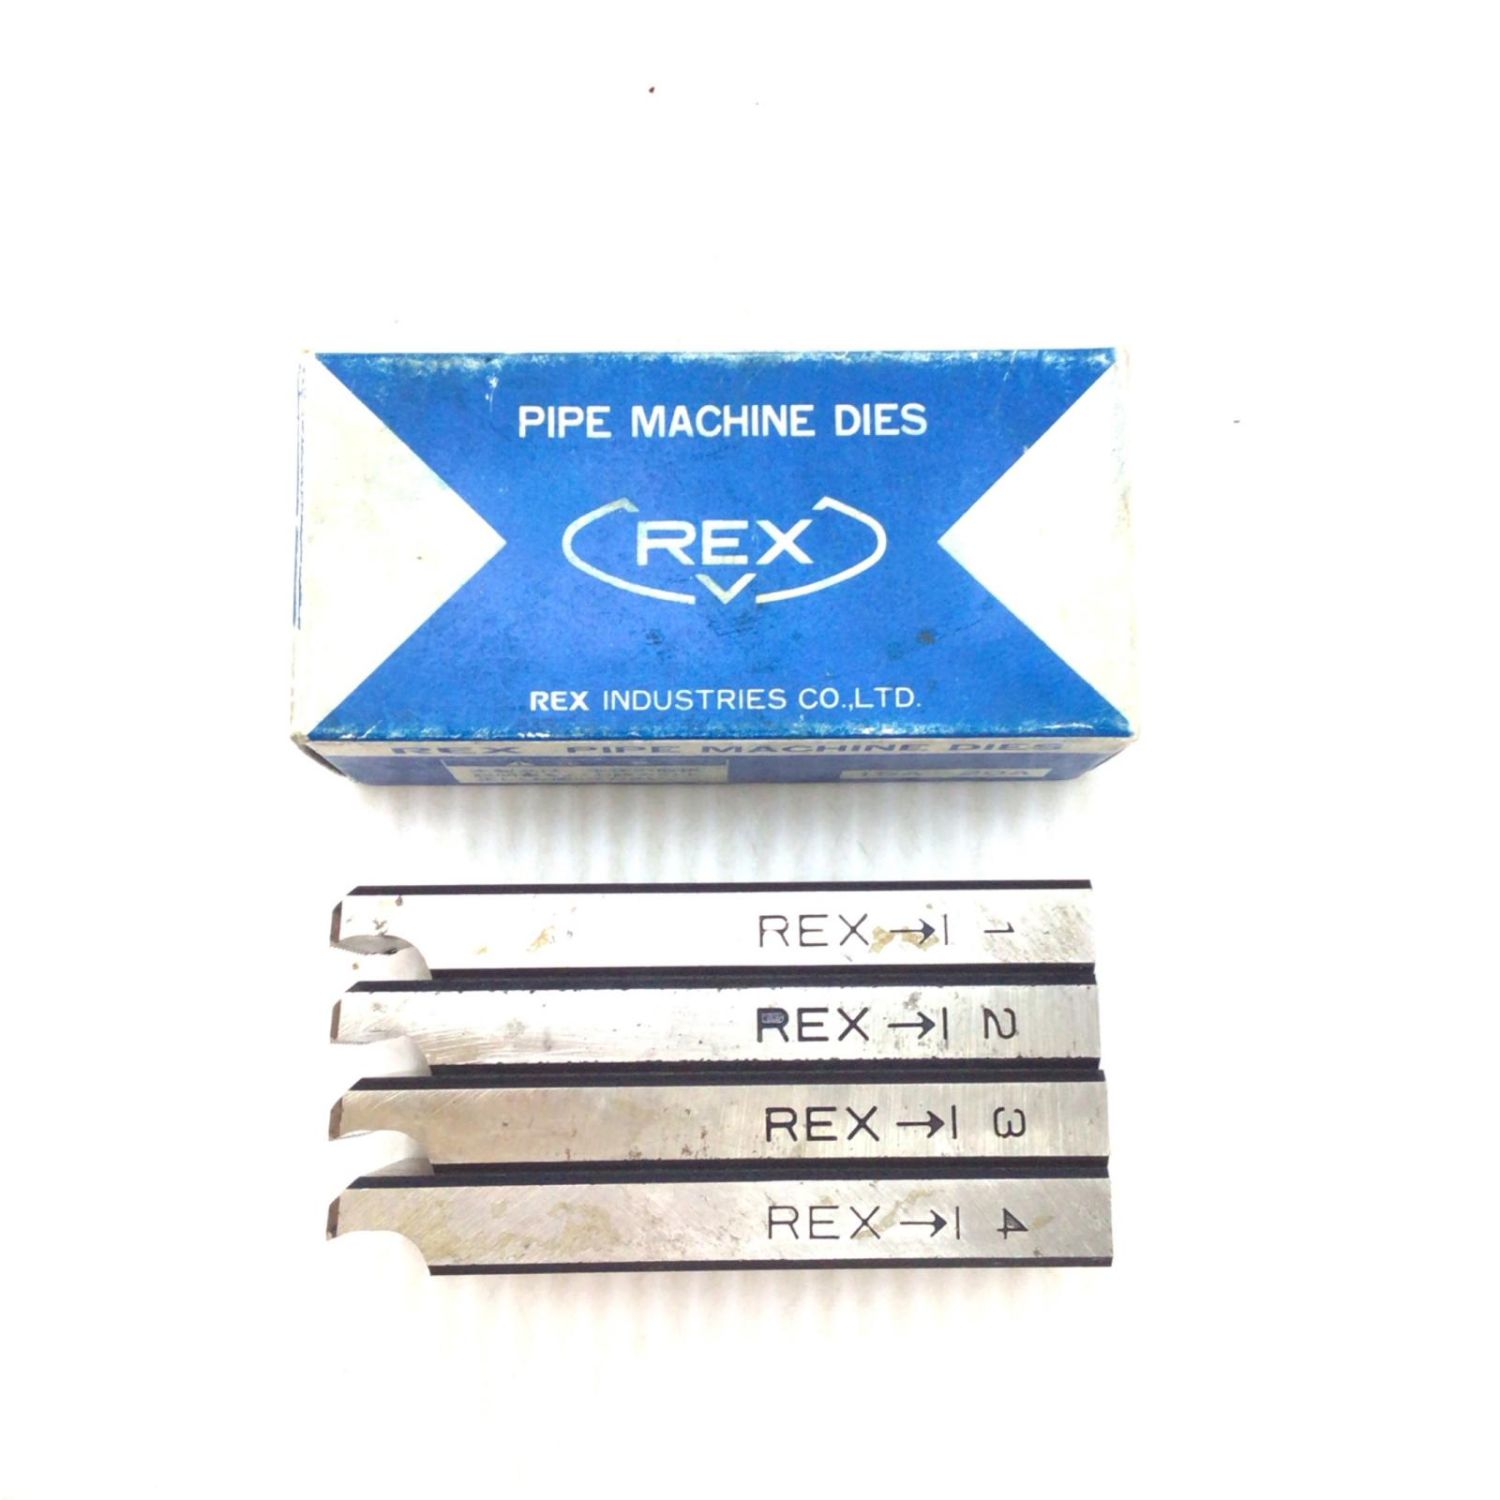 PIPE MACHINE DIES
REX
REX INDUSTRIES CO.,LTD.
REX PIPE MACHINE DIES
REX→| 1
REX→| 2
REX→| 3
REX→| 4